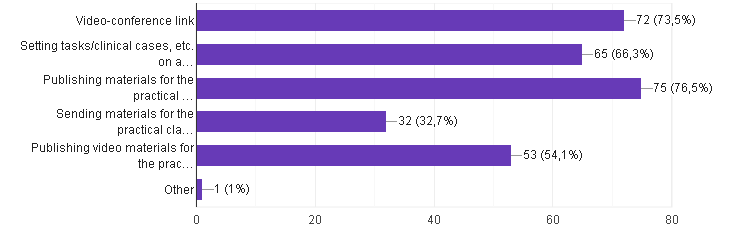 Video-conference link
72 (73,5%)
Setting tasks/clinical cases, etc.
on a…
65 (66,3%)
Publishing materials for the
practical …
75 (76,5%)
Sending materials for the
practical cla…
32 (32,7%)
Publishing video materials for
the prac…
53 (54,1%)
Other
1 (1%)
0
20
40
60
80